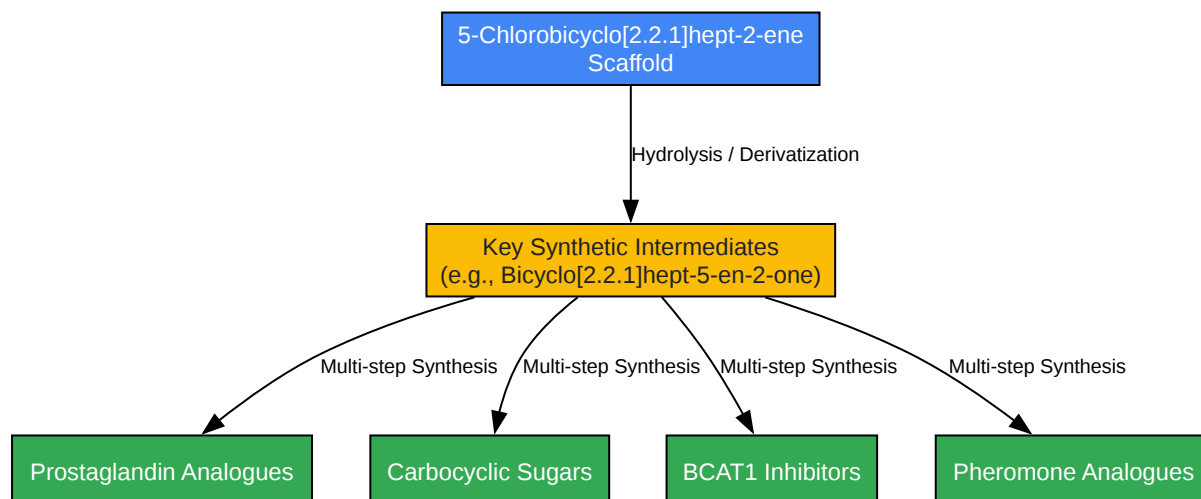 5-Chlorobicyclo[2.2.1]hept-2-ene
Scaffold
Hydrolysis / Derivatization
Key Synthetic Intermediates
(e.g., Bicyclo[2.2.1]hept-5-en-2-one)
Multi-step Synthesis
Multi-step Synthesis
Multi-step Synthesis
Multi-step Synthesis
Prostaglandin Analogues
Carbocyclic Sugars
BCAT1 Inhibitors
Pheromone Analogues